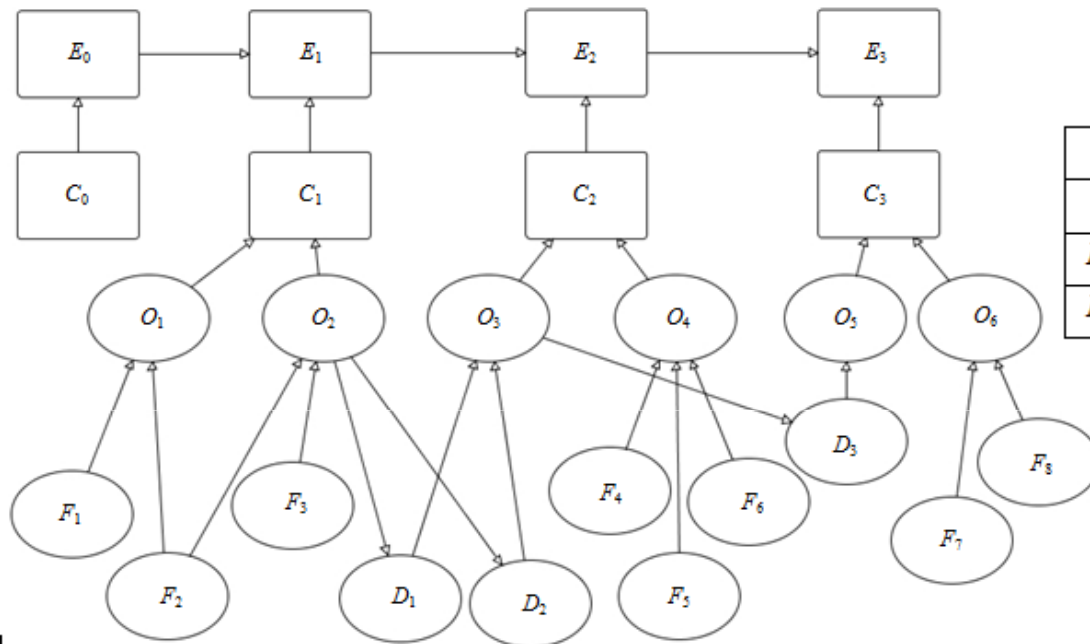 E₀ E₁ E₂ E₃
C₀ C₁ C₂ C₃
O₁ O₂ O₃ O₄ O₅ O₆
D₃
F₁ F₃ F₄ F₆ F₈
F₇
F₂ D₁ D₂ F₅